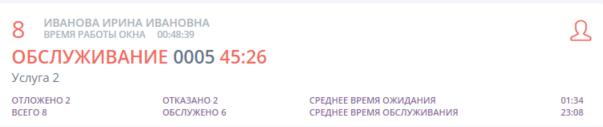 8 ИВАНОВА ИРИНА ИВАНОВНА
ВРЕМЯ РАБОТЫ ОКНА 00:48:39
ОБСЛУЖИВАНИЕ 0005 45:26
Услуга 2
ОТЛОЖЕНО 2 ОТКАЗАНО 2 СРЕДНЕЕ ВРЕМЯ ОЖИДАНИЯ 01:34
ВСЕГО 8 ОБСЛУЖЕНО 6 СРЕДНЕЕ ВРЕМЯ ОБСЛУЖИВАНИЯ 23:08